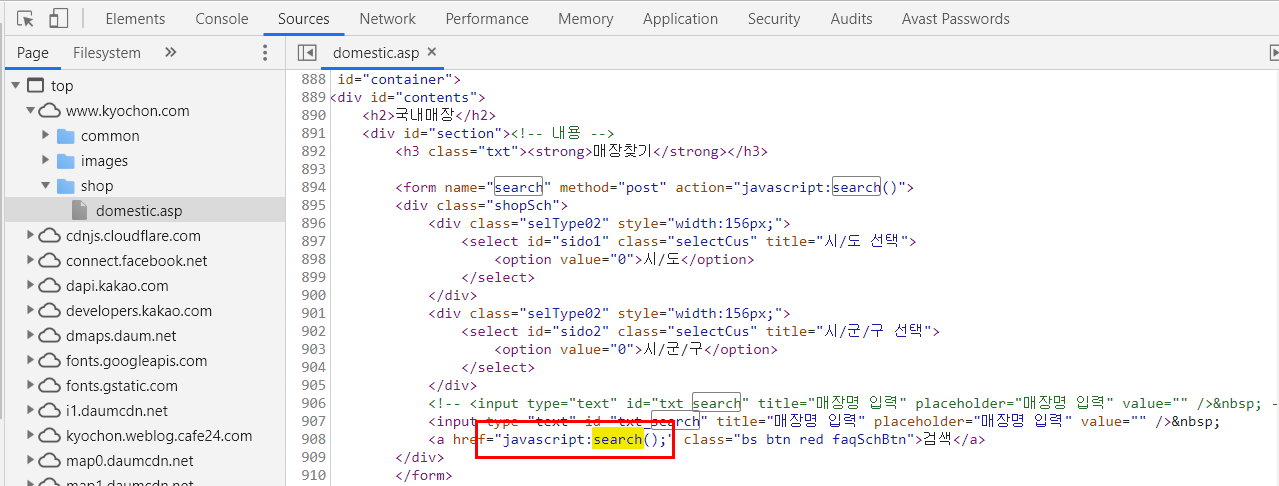 Elements Console Sources Network Performance Memory Application Security Audits Avast Passwords
Page Filesystem »
domestic.asp ×
top
www.kyochon.com
common
images
shop
domestic.asp
cdnjs.cloudflare.com
connect.facebook.net
dapi.kakao.com
developers.kakao.com
dmaps.daum.net
fonts.googleapis.com
fonts.gstatic.com
i1.daumcdn.net
kyochon.weblog.cafe24.com
map0.daumcdn.net
map1.daumcdn.net
888 id="container">
889 <div id="contents">
890 <h2>국내매장</h2>
891 <div id="section"><!-- 내용 -->
892 <h3 class="txt"><strong>매장찾기</strong></h3>
893
894 <form name="search" method="post" action="javascript:search()">
895 <div class="shopSch">
896 <div class="selType02" style="width:156px;">
897 <select id="sido1" class="selectCus" title="시/도 선택">
898 <option value="0">시/도</option>
899 </select>
900 </div>
901 <div class="selType02" style="width:156px;">
902 <select id="sido2" class="selectCus" title="시/군/구 선택">
903 <option value="0">시/군/구</option>
904 </select>
905 </div>
906 <!-- <input type="text" id="txt_search" title="매장명 입력" placeholder="매장명 입력" value="" />&nbsp; -
907 <input type="text" id="txt_search" title="매장명 입력" placeholder="매장명 입력" value="" />&nbsp;
908 <a href="javascript:search();" class="bs btn red faqSchBtn">검색</a>
909 </div>
910 </form>